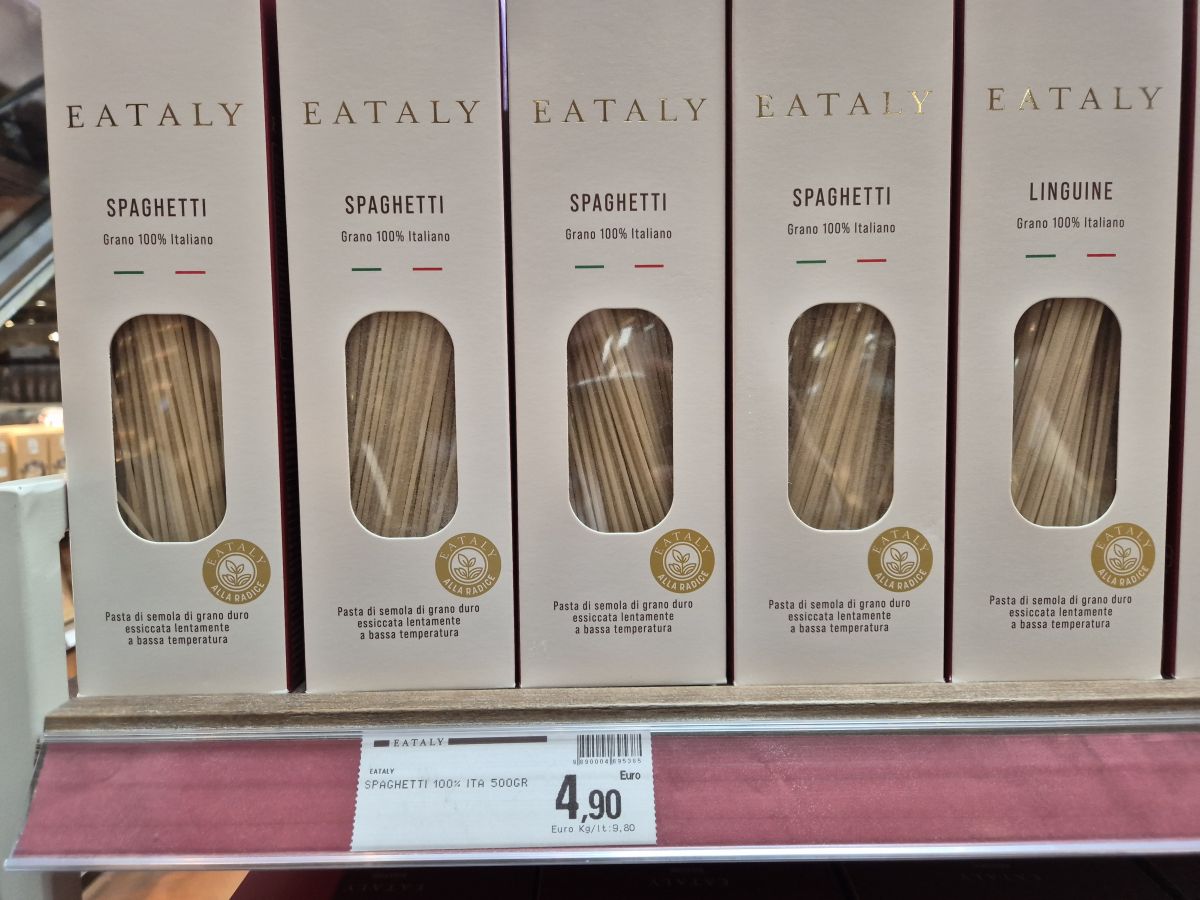 EATALY
SPAGHETTI
Grano 100% Italiano
EATALY
ALLA RADICE
Pasta di semola di grano duro
essiccata lentamente
a bassa temperatura
EATALY
SPAGHETTI
Grano 100% Italiano
EATALY
ALLA RADICE
Pasta di semola di grano duro
essiccata lentamente
a bassa temperatura
EATALY
SPAGHETTI
Grano 100% Italiano
EATALY
ALLA RADICE
Pasta di semola di grano duro
essiccata lentamente
a bassa temperatura
EATALY
SPAGHETTI
Grano 100% Italiano
EATALY
ALLA RADICE
Pasta di semola di grano duro
essiccata lentamente
a bassa temperatura
EATALY
LINGUINE
Grano 100% Italiano
EATALY
ALLA RADICE
Pasta di semola di grano duro
essiccata lentamente
a bassa temperatura
EATALY
EATALY
SPAGHETTI 100% ITA 500GR
Euro
4,90
Euro Kg/lt:9,80
EATALY